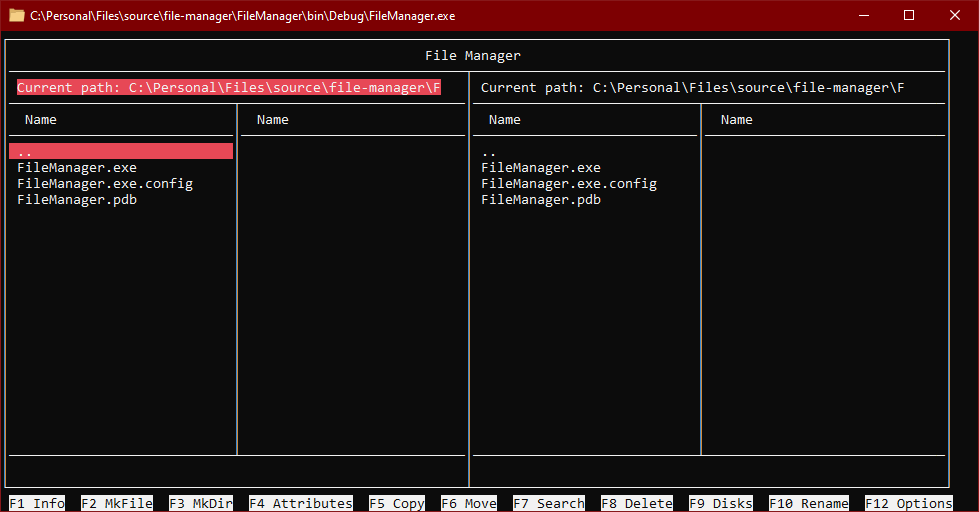 C:\Personal\Files\source\file-manager\FileManager\bin\Debug\FileManager.exe
File Manager
Current path: C:\Personal\Files\source\file-manager\F
Current path: C:\Personal\Files\source\file-manager\F
Name Name Name Name
.. ..
FileManager.exe FileManager.exe
FileManager.exe.config FileManager.exe.config
FileManager.pdb FileManager.pdb
F1 Info F2 MkFile F3 MkDir F4 Attributes F5 Copy F6 Move F7 Search F8 Delete F9 Disks F10 Rename F12 Options